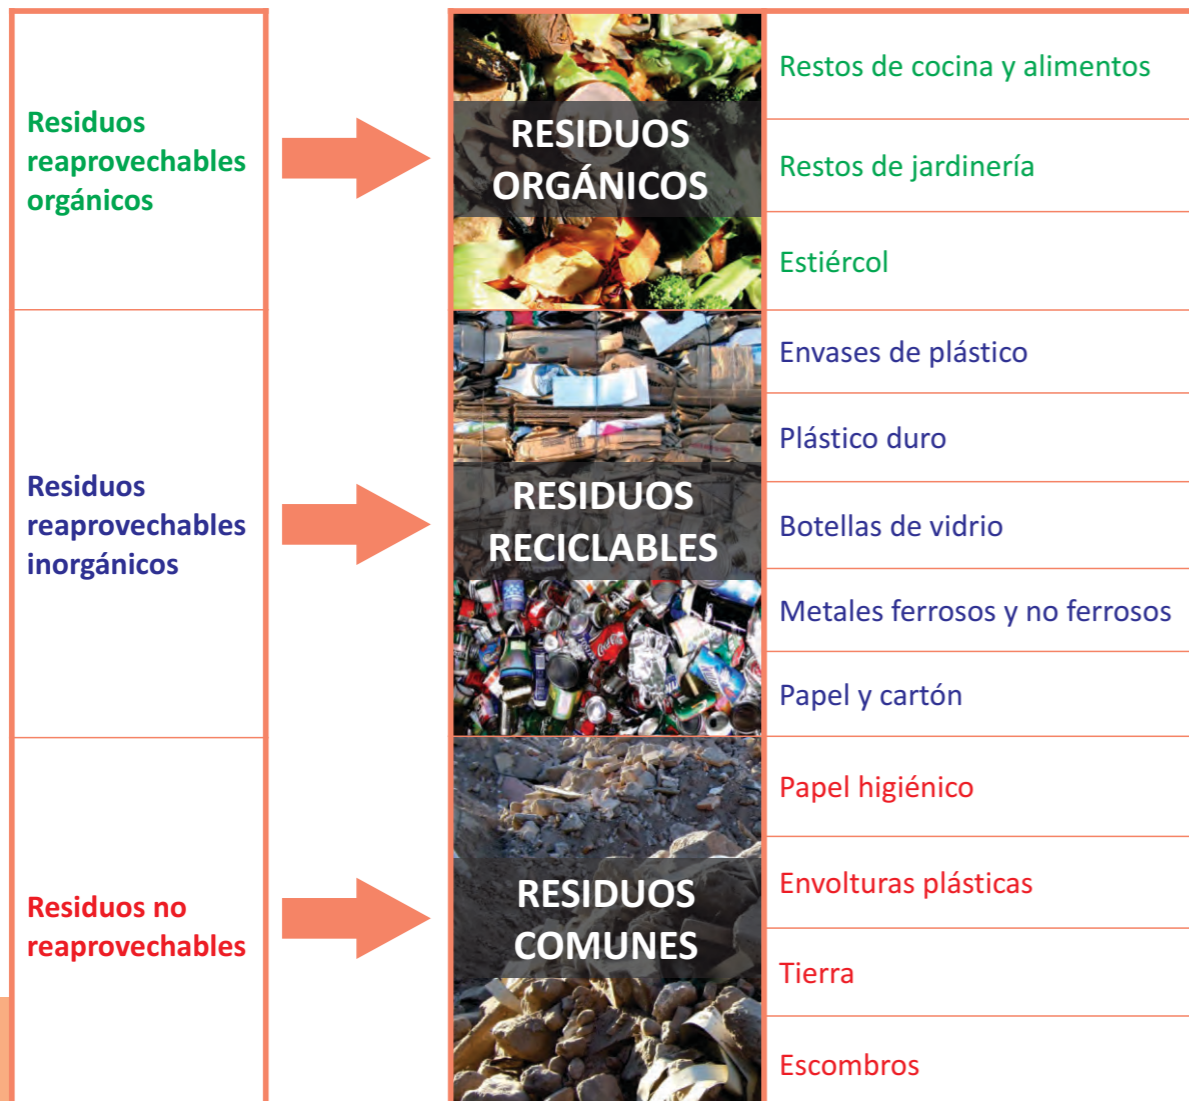 Residuos
reaprovechables
orgánicos
RESIDUOS
ORGÁNICOS
Restos de cocina y alimentos
Restos de jardinería
Estiércol
Residuos
reaprovechables
inorgánicos
RESIDUOS
RECICLABLES
Envases de plástico
Plástico duro
Botellas de vidrio
Metales ferrosos y no ferrosos
Papel y cartón
Coca-Cola
Residuos no
reaprovechables
RESIDUOS
COMUNES
Papel higiénico
Envolturas plásticas
Tierra
Escombros